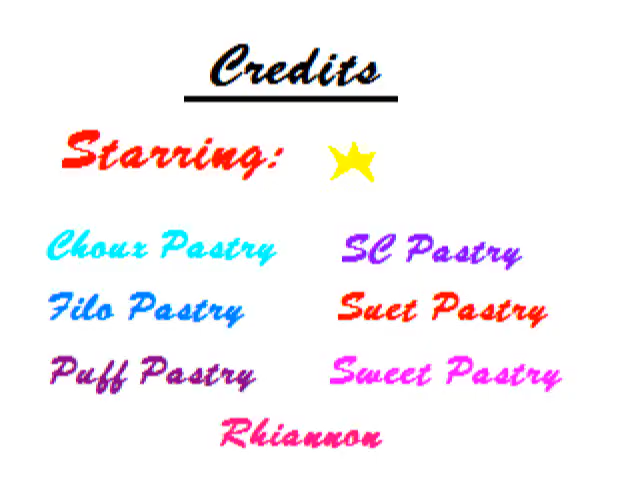 Credits
Starring:
Choux Pastry
SC Pastry
Filo Pastry
Suet Pastry
Puff Pastry
Sweet Pastry
Rhiannon